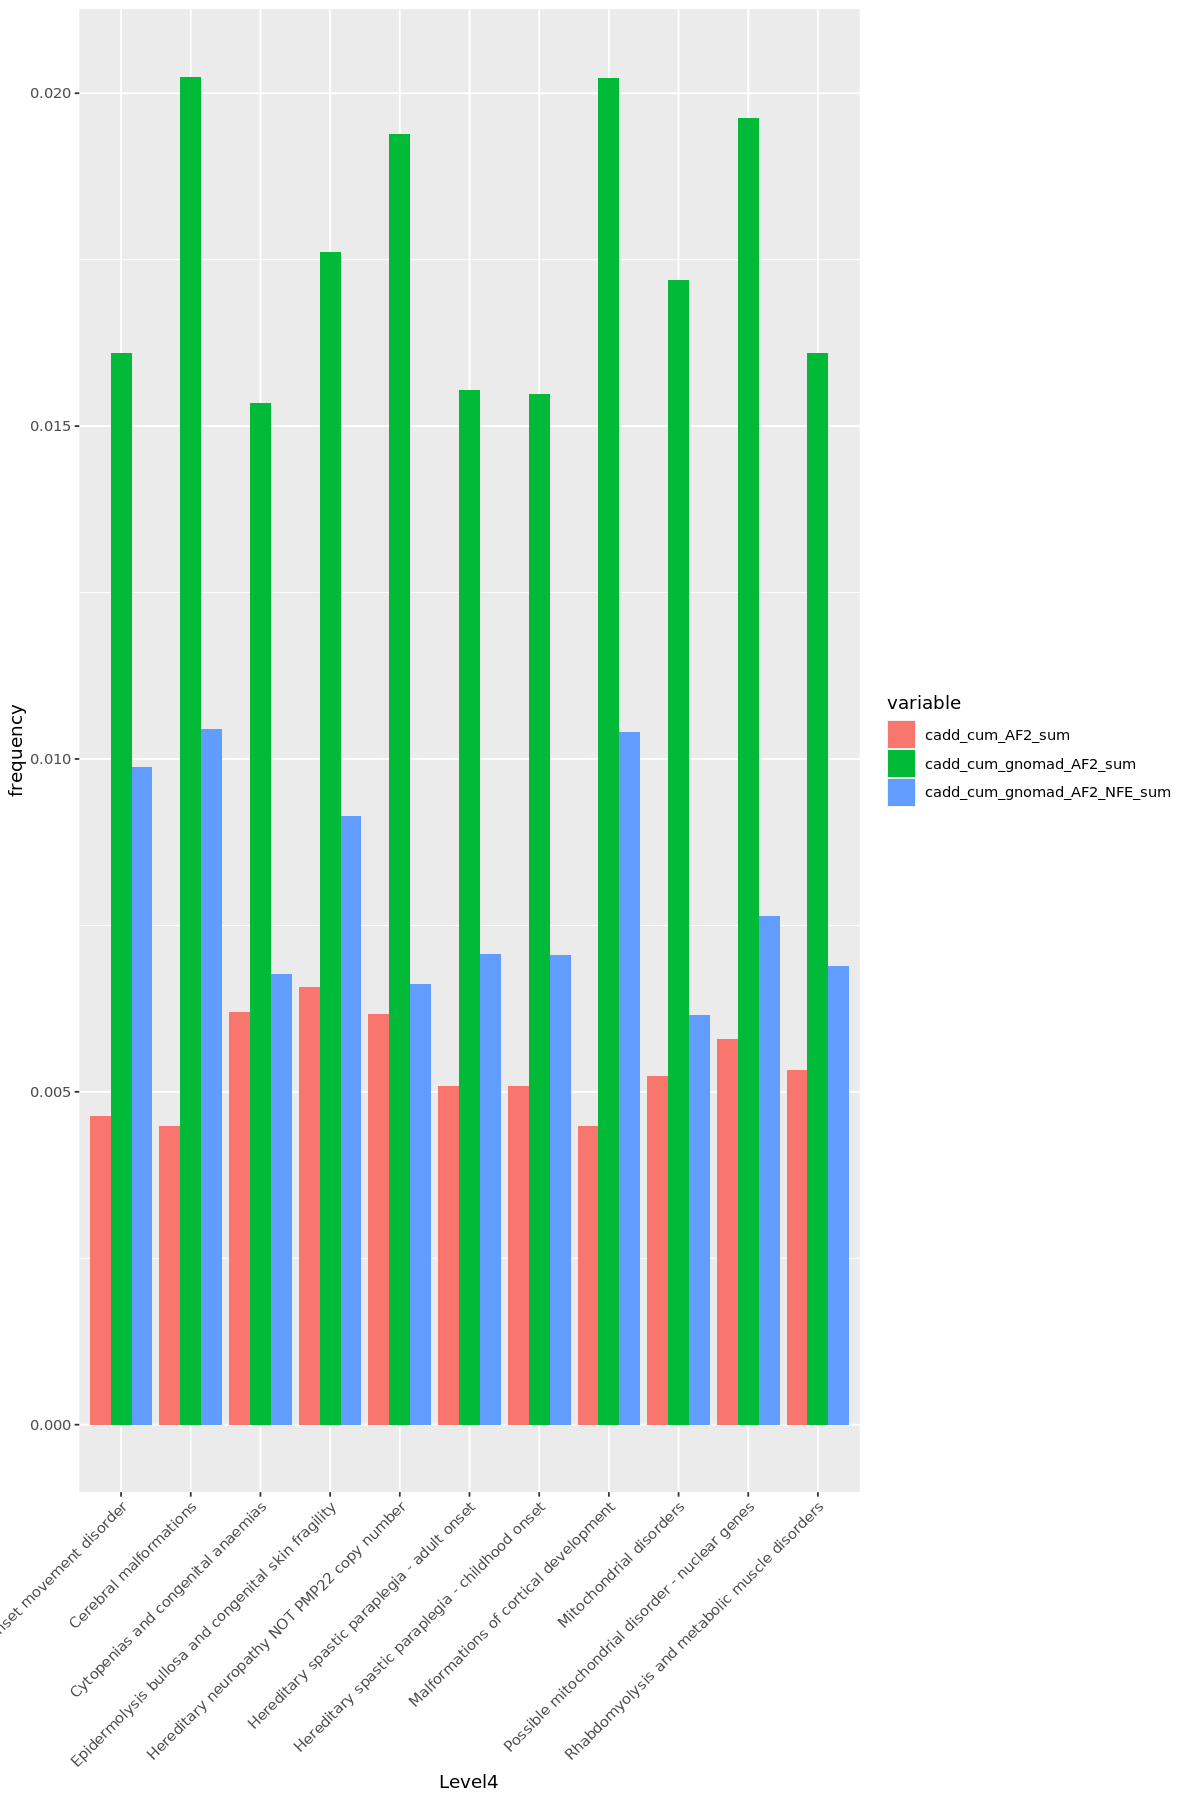 frequency
0.020
0.015
0.010
0.005
0.000
movement disorder
Cerebral malformations
Cytopenias and congenital anaemias
Epidermolysis bullosa and congenital skin fragility
Hereditary neuropathy NOT PMP22 copy number
Hereditary spastic paraplegia - adult onset
Hereditary spastic paraplegia - childhood onset
Malformations of cortical development
Mitochondrial disorders
Possible mitochondrial disorder - nuclear genes
Rhabdomyolysis and metabolic muscle disorders
Level4
variable
cadd_cum_AF2_sum
cadd_cum_gnomad_AF2_sum
cadd_cum_gnomad_AF2_NFE_sum